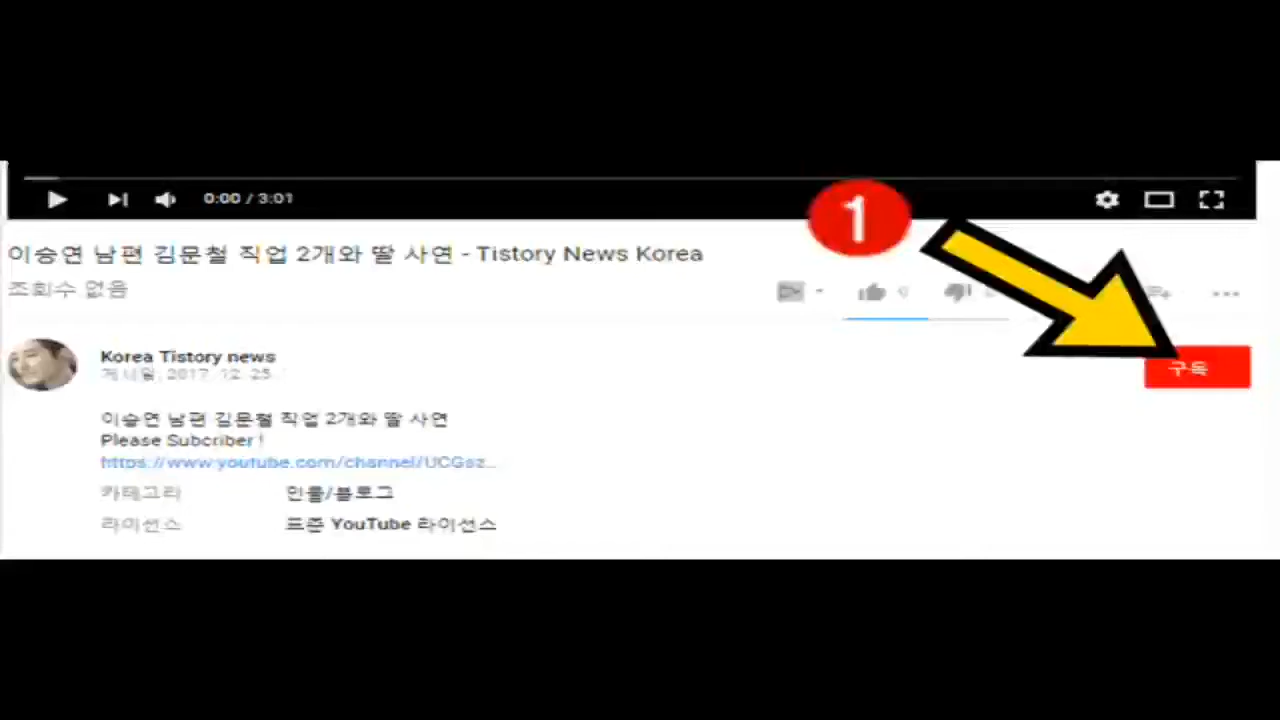 0:00 / 3:01
1
이승연 남편 김문철 직업 2개와 딸 사연 - Tistory News Korea
조회수 없음
0
Korea Tistory news
게시일: 2017. 12. 25.
구독
이승연 남편 김문철 직업 2개와 딸 사연
Please Subcriber !
https://www.youtube.com/channel/UCGsz...
카테고리 인물/블로그
라이선스 표준 YouTube 라이선스